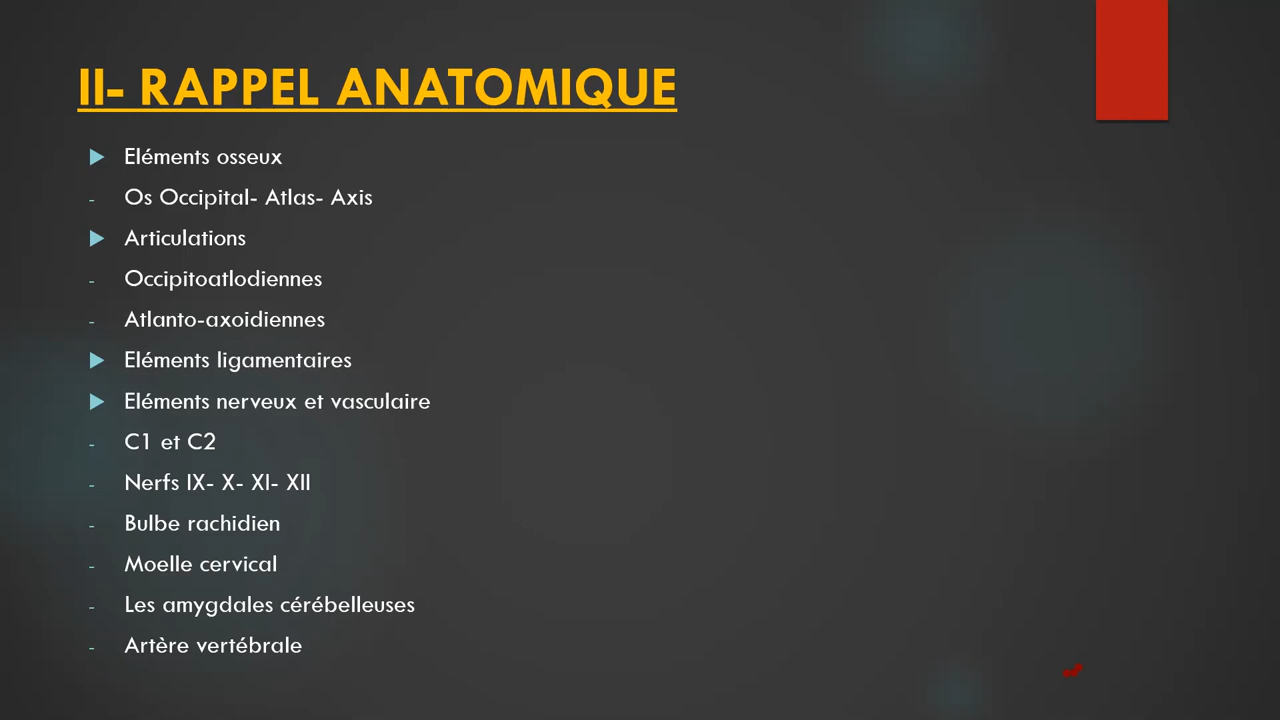 II- RAPPEL ANATOMIQUE
Eléments osseux
- Os Occipital- Atlas- Axis
Articulations
- Occipitoatlodiennes
- Atlanto-axoidiennes
Eléments ligamentaires
Eléments nerveux et vasculaire
- C1 et C2
- Nerfs IX- X- XI- XII
- Bulbe rachidien
- Moelle cervical
- Les amygdales cérébelleuses
- Artère vertébrale